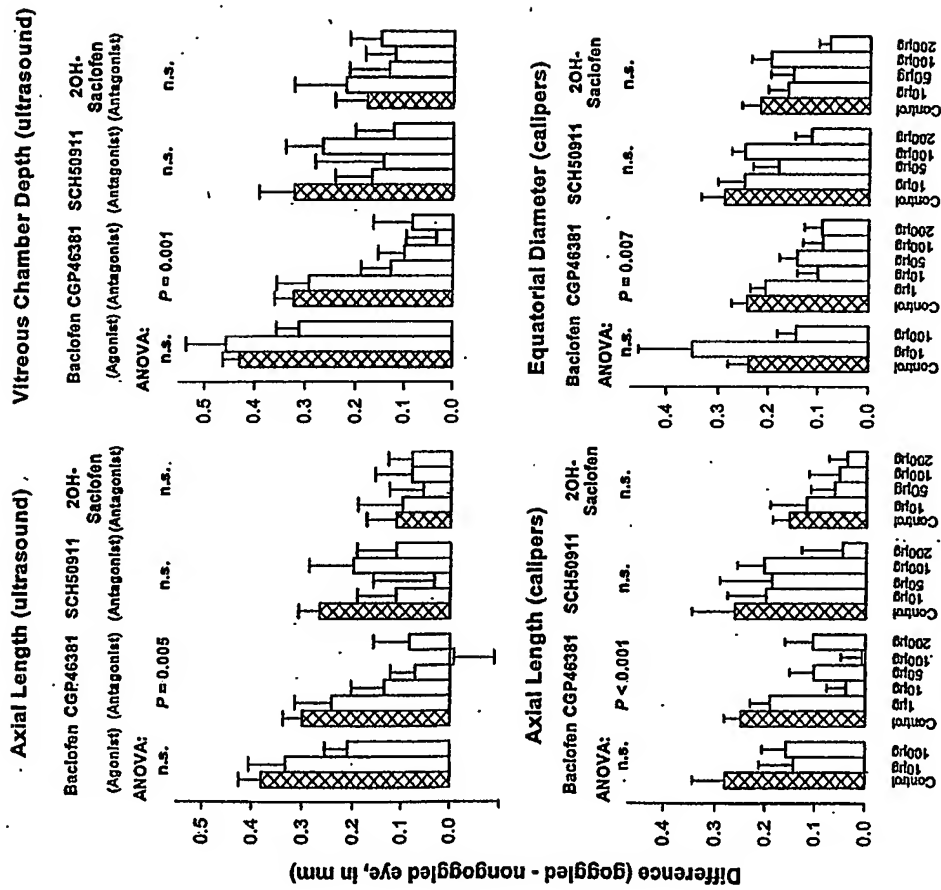 Axial Length (ultrasound)
Baclofen CGP46381 SCH50911 2OH-
Saclofen
(Agonist) (Antagonist) (Antagonist) (Antagonist)
ANOVA:
n.s. P = 0.005 n.s. n.s.
0.5
0.4
0.3
0.2
0.1
0.0
Vitreous Chamber Depth (ultrasound)
Baclofen CGP46381 SCH50911 2OH-
Saclofen
(Agonist) (Antagonist) (Antagonist) (Antagonist)
ANOVA:
n.s. P = 0.001 n.s. n.s.
0.5
0.4
0.3
0.2
0.1
0.0
Difference (goggled - nongoggled eye, in mm)
Axial Length (calipers)
Baclofen CGP46381 SCH50911 2OH-
Saclofen
ANOVA:
n.s. P < 0.001 n.s. n.s.
0.5
0.4
0.3
0.2
0.1
0.0
Control 10µg 100µg Control 1µg 10µg 50µg 100µg 200µg Control 10µg 50µg 100µg 200µg Control 10µg 50µg 100µg 200µg
Equatorial Diameter (calipers)
Baclofen CGP46381 SCH50911 2OH-
Saclofen
ANOVA:
n.s. P = 0.007 n.s. n.s.
0.5
0.4
0.3
0.2
0.1
0.0
Control 10µg 100µg Control 1µg 10µg 50µg 100µg 200µg Control 10µg 50µg 100µg 200µg Control 10µg 50µg 100µg 200µg